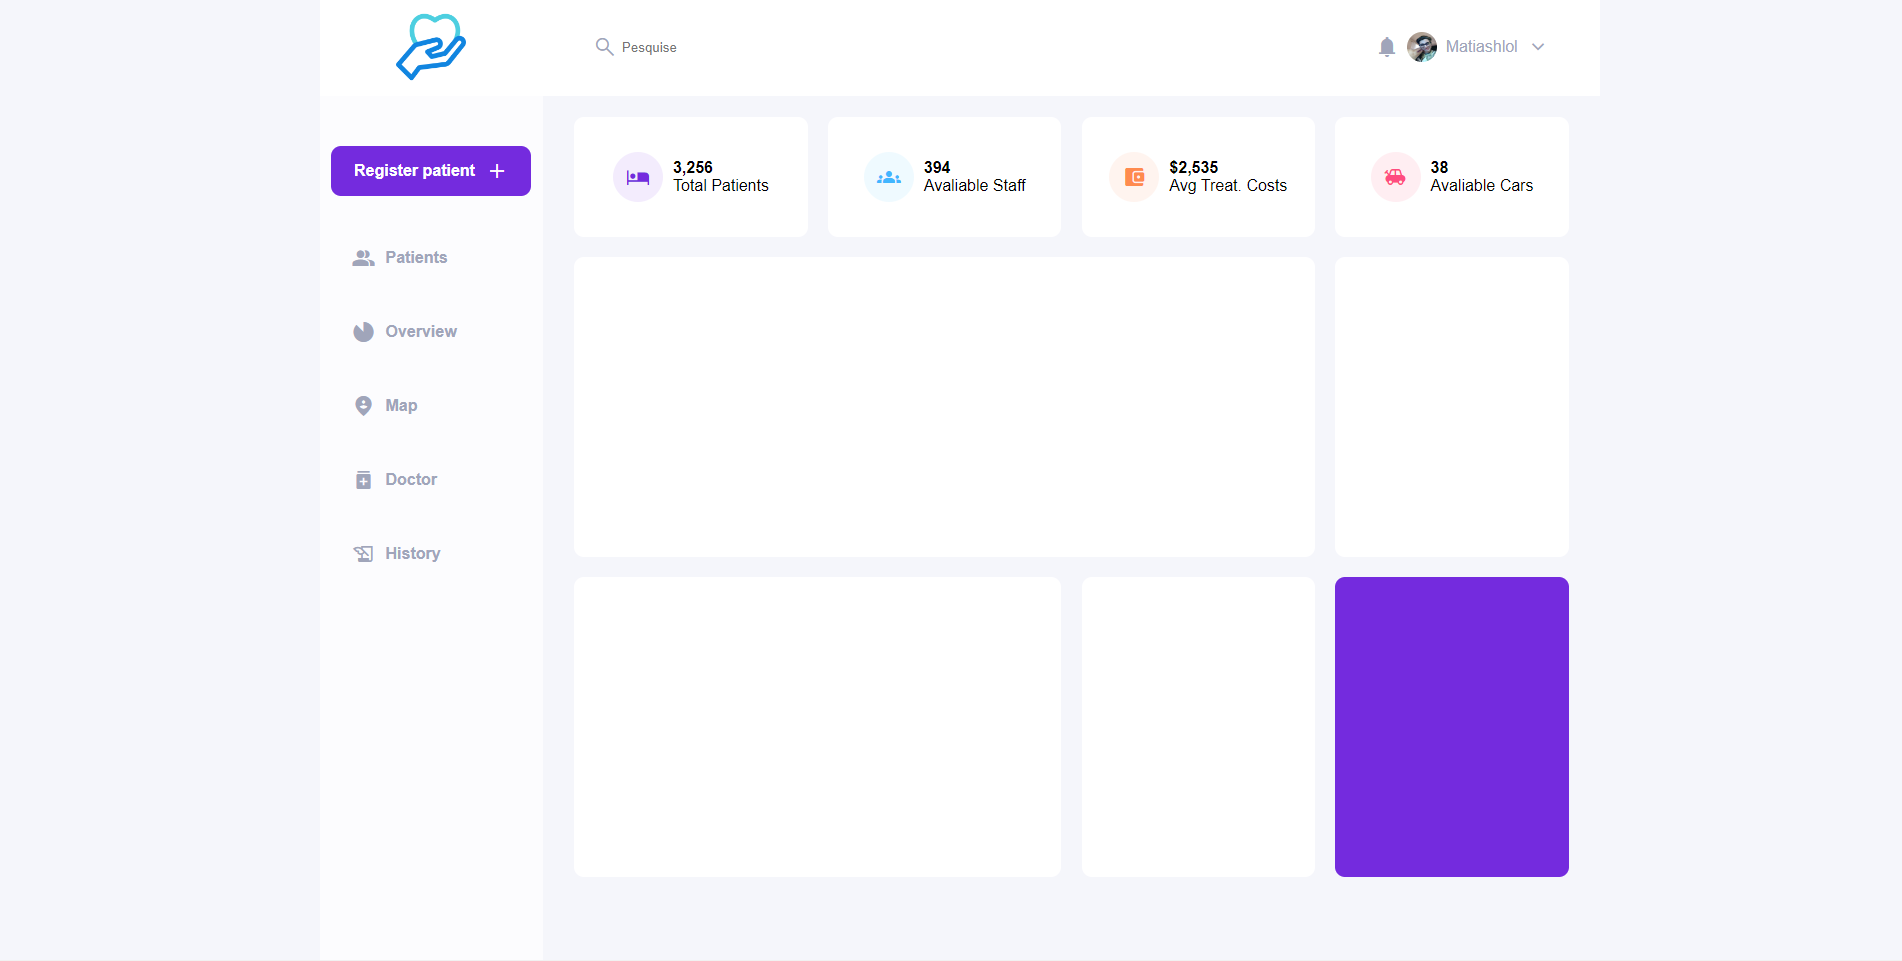 Pesquise
Matiashlol
Register patient
Patients
Overview
Map
Doctor
History
3,256
Total Patients
394
Avaliable Staff
$2,535
Avg Treat. Costs
38
Avaliable Cars